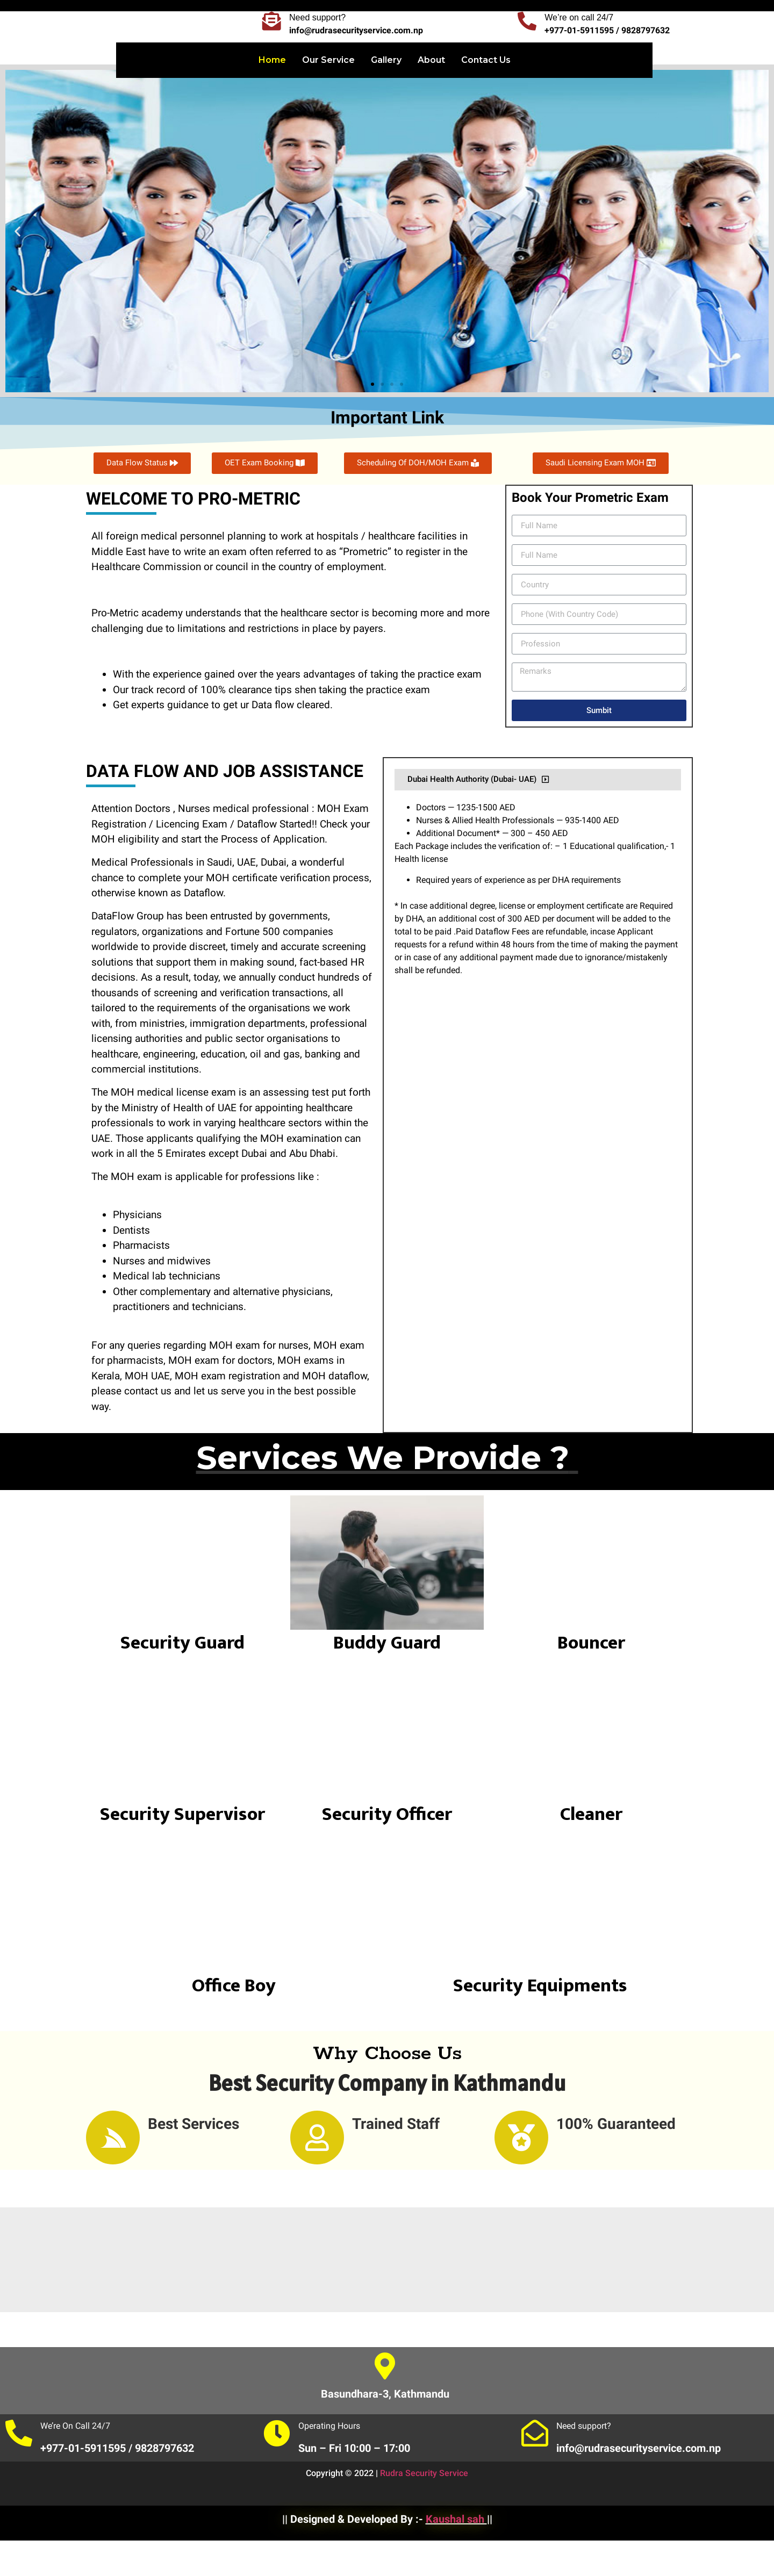 Need support?
info@rudrasecurityservice.com.np
We're on call 24/7
+977-01-5911595 / 9828797632
Home
Our Service
Gallery
About
Contact Us
Important Link
Data Flow Status
OET Exam Booking
Scheduling Of DOH/MOH Exam
Saudi Licensing Exam MOH
WELCOME TO PRO-METRIC
All foreign medical personnel planning to work at hospitals / healthcare facilities in
Middle East have to write an exam often referred to as “Prometric” to register in the
Healthcare Commission or council in the country of employment.
Pro-Metric academy understands that the healthcare sector is becoming more and more
challenging due to limitations and restrictions in place by payers.
With the experience gained over the years advantages of taking the practice exam
Our track record of 100% clearance tips shen taking the practice exam
Get experts guidance to get ur Data flow cleared.
Book Your Prometric Exam
Full Name
Full Name
Country
Phone (With Country Code)
Profession
Remarks
Sumbit
DATA FLOW AND JOB ASSISTANCE
Attention Doctors , Nurses medical professional : MOH Exam
Registration / Licencing Exam / Dataflow Started!! Check your
MOH eligibility and start the Process of Application.
Medical Professionals in Saudi, UAE, Dubai, a wonderful
chance to complete your MOH certificate verification process,
otherwise known as Dataflow.
DataFlow Group has been entrusted by governments,
regulators, organizations and Fortune 500 companies
worldwide to provide discreet, timely and accurate screening
solutions that support them in making sound, fact-based HR
decisions. As a result, today, we annually conduct hundreds of
thousands of screening and verification transactions, all
tailored to the requirements of the organisations we work
with, from ministries, immigration departments, professional
licensing authorities and public sector organisations to
healthcare, engineering, education, oil and gas, banking and
commercial institutions.
The MOH medical license exam is an assessing test put forth
by the Ministry of Health of UAE for appointing healthcare
professionals to work in varying healthcare sectors within the
UAE. Those applicants qualifying the MOH examination can
work in all the 5 Emirates except Dubai and Abu Dhabi.
The MOH exam is applicable for professions like :
Physicians
Dentists
Pharmacists
Nurses and midwives
Medical lab technicians
Other complementary and alternative physicians,
practitioners and technicians.
For any queries regarding MOH exam for nurses, MOH exam
for pharmacists, MOH exam for doctors, MOH exams in
Kerala, MOH UAE, MOH exam registration and MOH dataflow,
please contact us and let us serve you in the best possible
way.
Dubai Health Authority (Dubai- UAE)
Doctors — 1235-1500 AED
Nurses & Allied Health Professionals — 935-1400 AED
Additional Document* — 300 – 450 AED
Each Package includes the verification of: – 1 Educational qualification,- 1
Health license
Required years of experience as per DHA requirements
* In case additional degree, license or employment certificate are Required
by DHA, an additional cost of 300 AED per document will be added to the
total to be paid .Paid Dataflow Fees are refundable, incase Applicant
requests for a refund within 48 hours from the time of making the payment
or in case of any additional payment made due to ignorance/mistakenly
shall be refunded.
Services We Provide ?
Security Guard
Buddy Guard
Bouncer
Security Supervisor
Security Officer
Cleaner
Office Boy
Security Equipments
Why Choose Us
Best Security Company in Kathmandu
Best Services
Trained Staff
100% Guaranteed
Basundhara-3, Kathmandu
We're On Call 24/7
+977-01-5911595 / 9828797632
Operating Hours
Sun – Fri 10:00 – 17:00
Need support?
info@rudrasecurityservice.com.np
Copyright © 2022 | Rudra Security Service
|| Designed & Developed By :- Kaushal sah ||